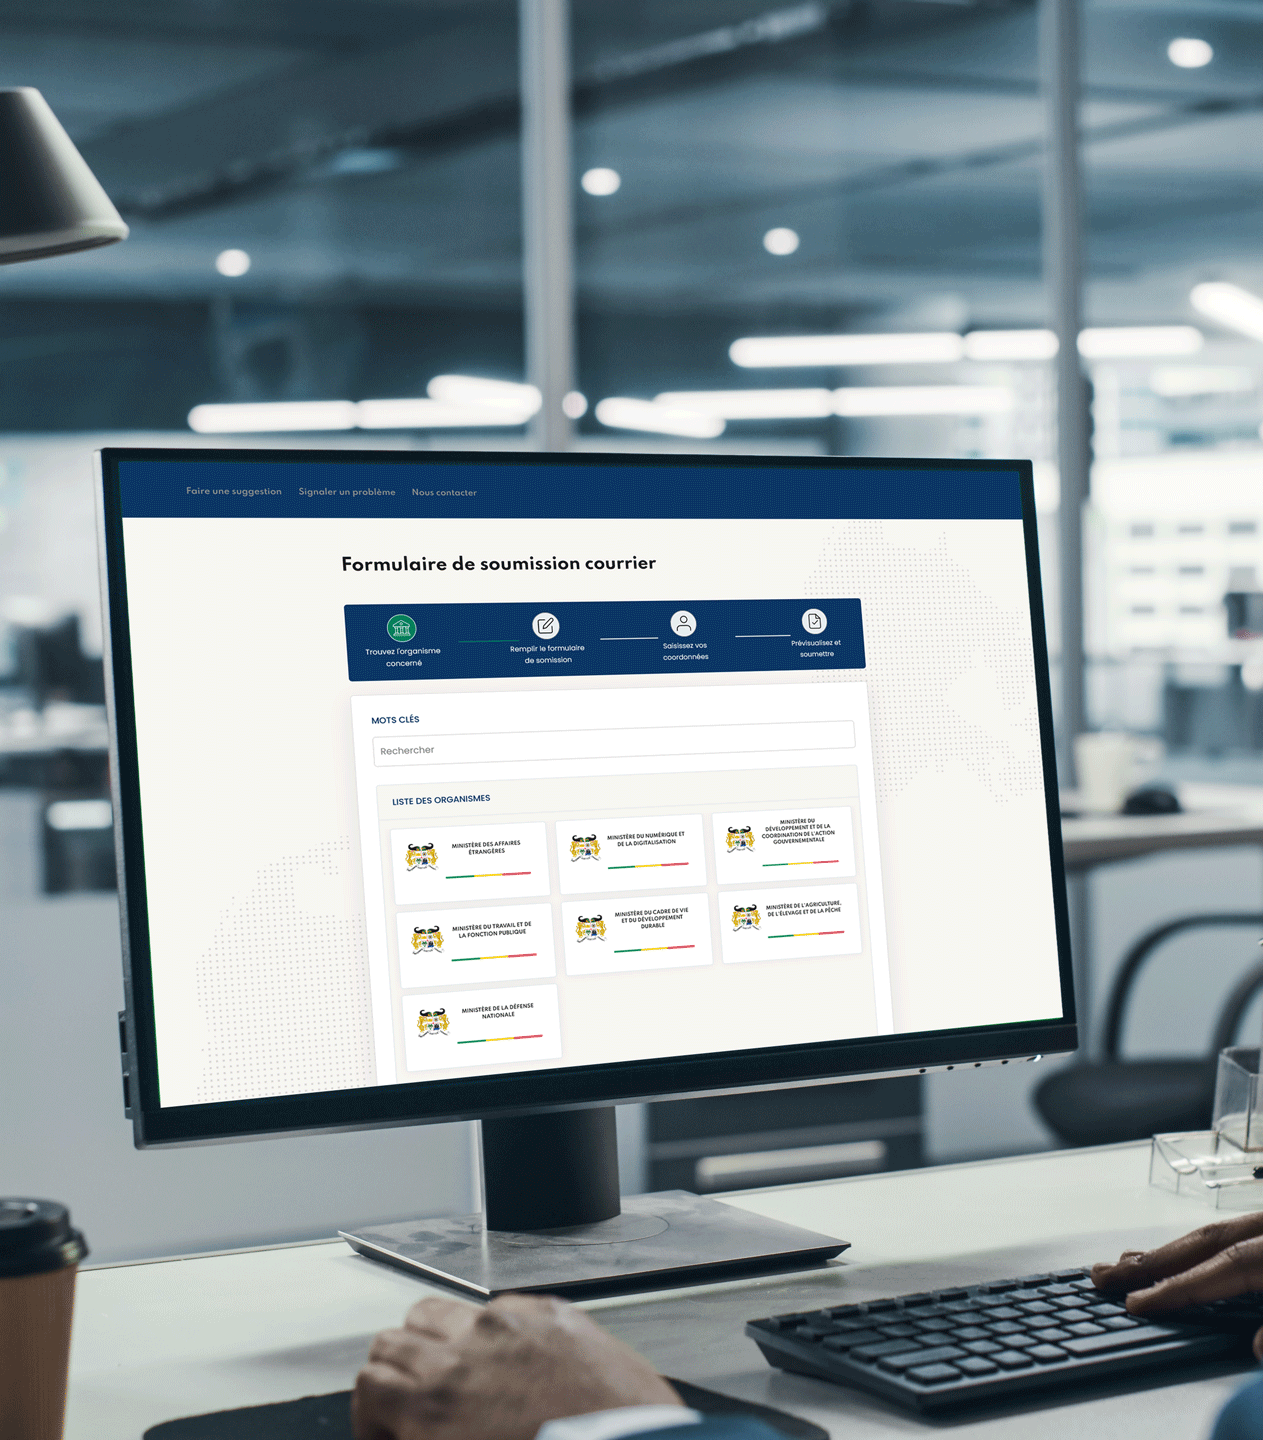 Faire une suggestion Signaler un problème Nous contacter
Formulaire de soumission courrier
Trouvez l'organisme
concerné
Remplir le formulaire
de somission
Saisissez vos
coordonnées
Prévisualisez et
soumettre
MOTS CLÉS
Rechercher
LISTE DES ORGANISMES
MINISTÈRE DES AFFAIRES
ÉTRANGÈRES
MINISTÈRE DU NUMÉRIQUE ET
DE LA DIGITALISATION
MINISTÈRE DU
DÉVELOPPEMENT ET DE LA
COORDINATION DE L'ACTION
GOUVERNEMENTALE
MINISTÈRE DU TRAVAIL ET DE
LA FONCTION PUBLIQUE
MINISTÈRE DU CADRE DE VIE
ET DU DÉVELOPPEMENT
DURABLE
MINISTÈRE DE L'AGRICULTURE,
DE L'ÉLEVAGE ET DE LA PÊCHE
MINISTÈRE DE LA DÉFENSE
NATIONALE